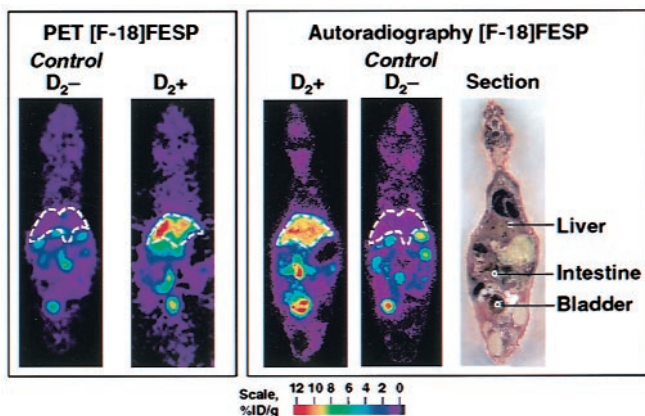 PET [F-18]FESP
Control
D₂– D₂+
Autoradiography [F-18]FESP
Control
D₂+ D₂– Section
Liver
Intestine
Bladder
Scale,
%ID/g
12 10 8 6 4 2 0